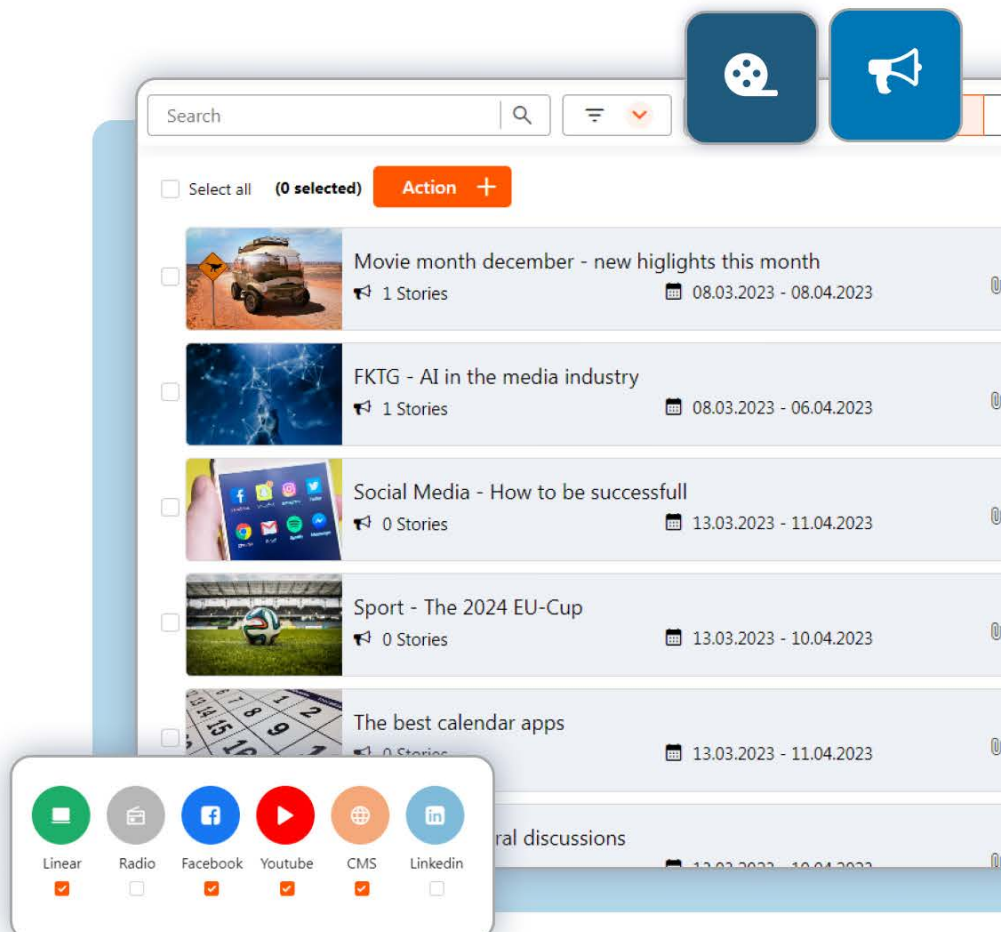 Search
Select all (0 selected) Action +
Movie month december - new higlights this month
1 Stories 08.03.2023 - 08.04.2023
FKTG - AI in the media industry
1 Stories 08.03.2023 - 06.04.2023
Social Media - How to be successfull
0 Stories 13.03.2023 - 11.04.2023
Sport - The 2024 EU-Cup
0 Stories 13.03.2023 - 10.04.2023
The best calendar apps
0 Stories 13.03.2023 - 11.04.2023
ral discussions
Linear Radio Facebook Youtube CMS Linkedin